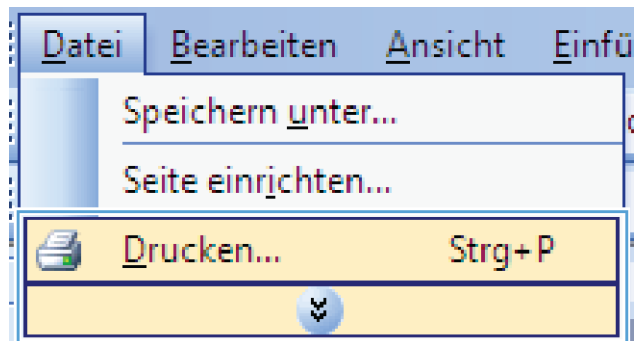 Datei Bearbeiten Ansicht Einfü
Speichern unter...
Seite einrichten...
Drucken... Strg+P